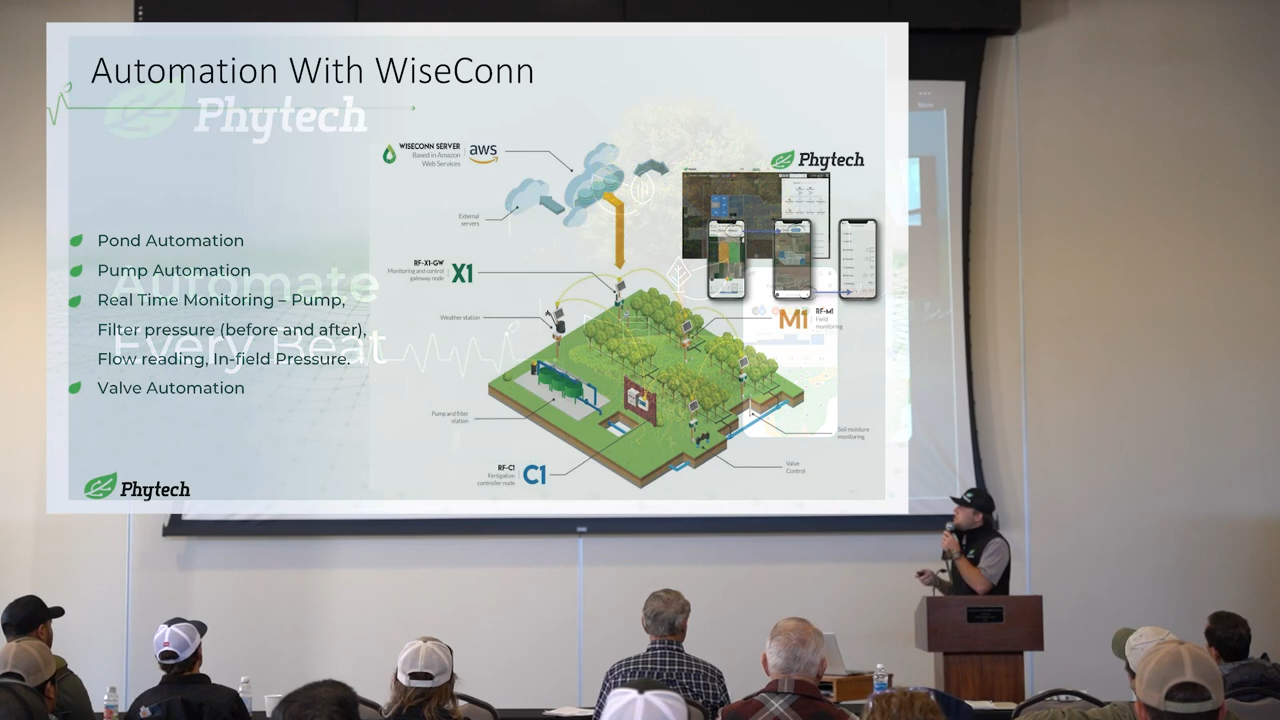 Automation With WiseConn
Phytech
WISECONN SERVER
Based in Amazon
Web Services
aws
Phytech
External
servers
Pond Automation
Pump Automation
Automate
Real Time Monitoring – Pump,
Filter pressure (before and after),
Every Beat
Flow reading, In-field Pressure.
Valve Automation
RF-X1-GW
Monitoring and control
gateway node
X1
Weather station
M1
RF-M1
Field
monitoring
Pump and filter
station
Soil moisture
monitoring
RF-C1
Fertigation
controller node
C1
Valve
Control
Phytech